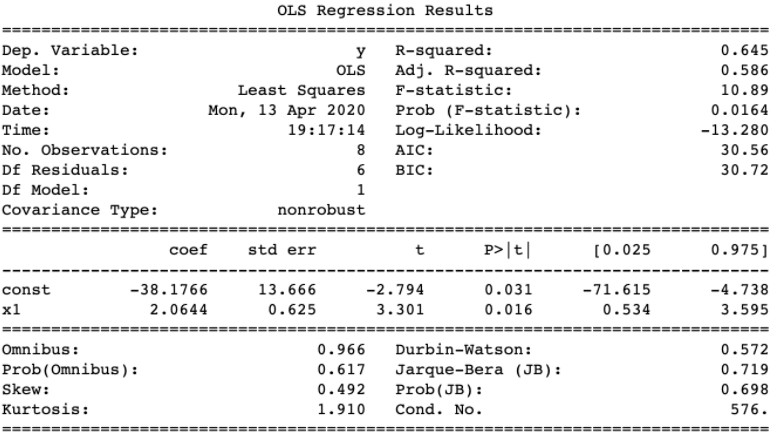 OLS Regression Results
==============================================================================
Dep. Variable:                      y   R-squared:                       0.645
Model:                            OLS   Adj. R-squared:                  0.586
Method:                 Least Squares   F-statistic:                     10.89
Date:                Mon, 13 Apr 2020   Prob (F-statistic):             0.0164
Time:                        19:17:14   Log-Likelihood:                -13.280
No. Observations:                   8   AIC:                             30.56
Df Residuals:                       6   BIC:                             30.72
Df Model:                           1
Covariance Type:            nonrobust
==============================================================================
                 coef    std err          t      P>|t|      [0.025      0.975]
------------------------------------------------------------------------------
const        -38.1766     13.666     -2.794      0.031     -71.615      -4.738
x1             2.0644      0.625      3.301      0.016       0.534       3.595
==============================================================================
Omnibus:                        0.966   Durbin-Watson:                   0.572
Prob(Omnibus):                  0.617   Jarque-Bera (JB):                0.719
Skew:                           0.492   Prob(JB):                        0.698
Kurtosis:                       1.910   Cond. No.                         576.
==============================================================================